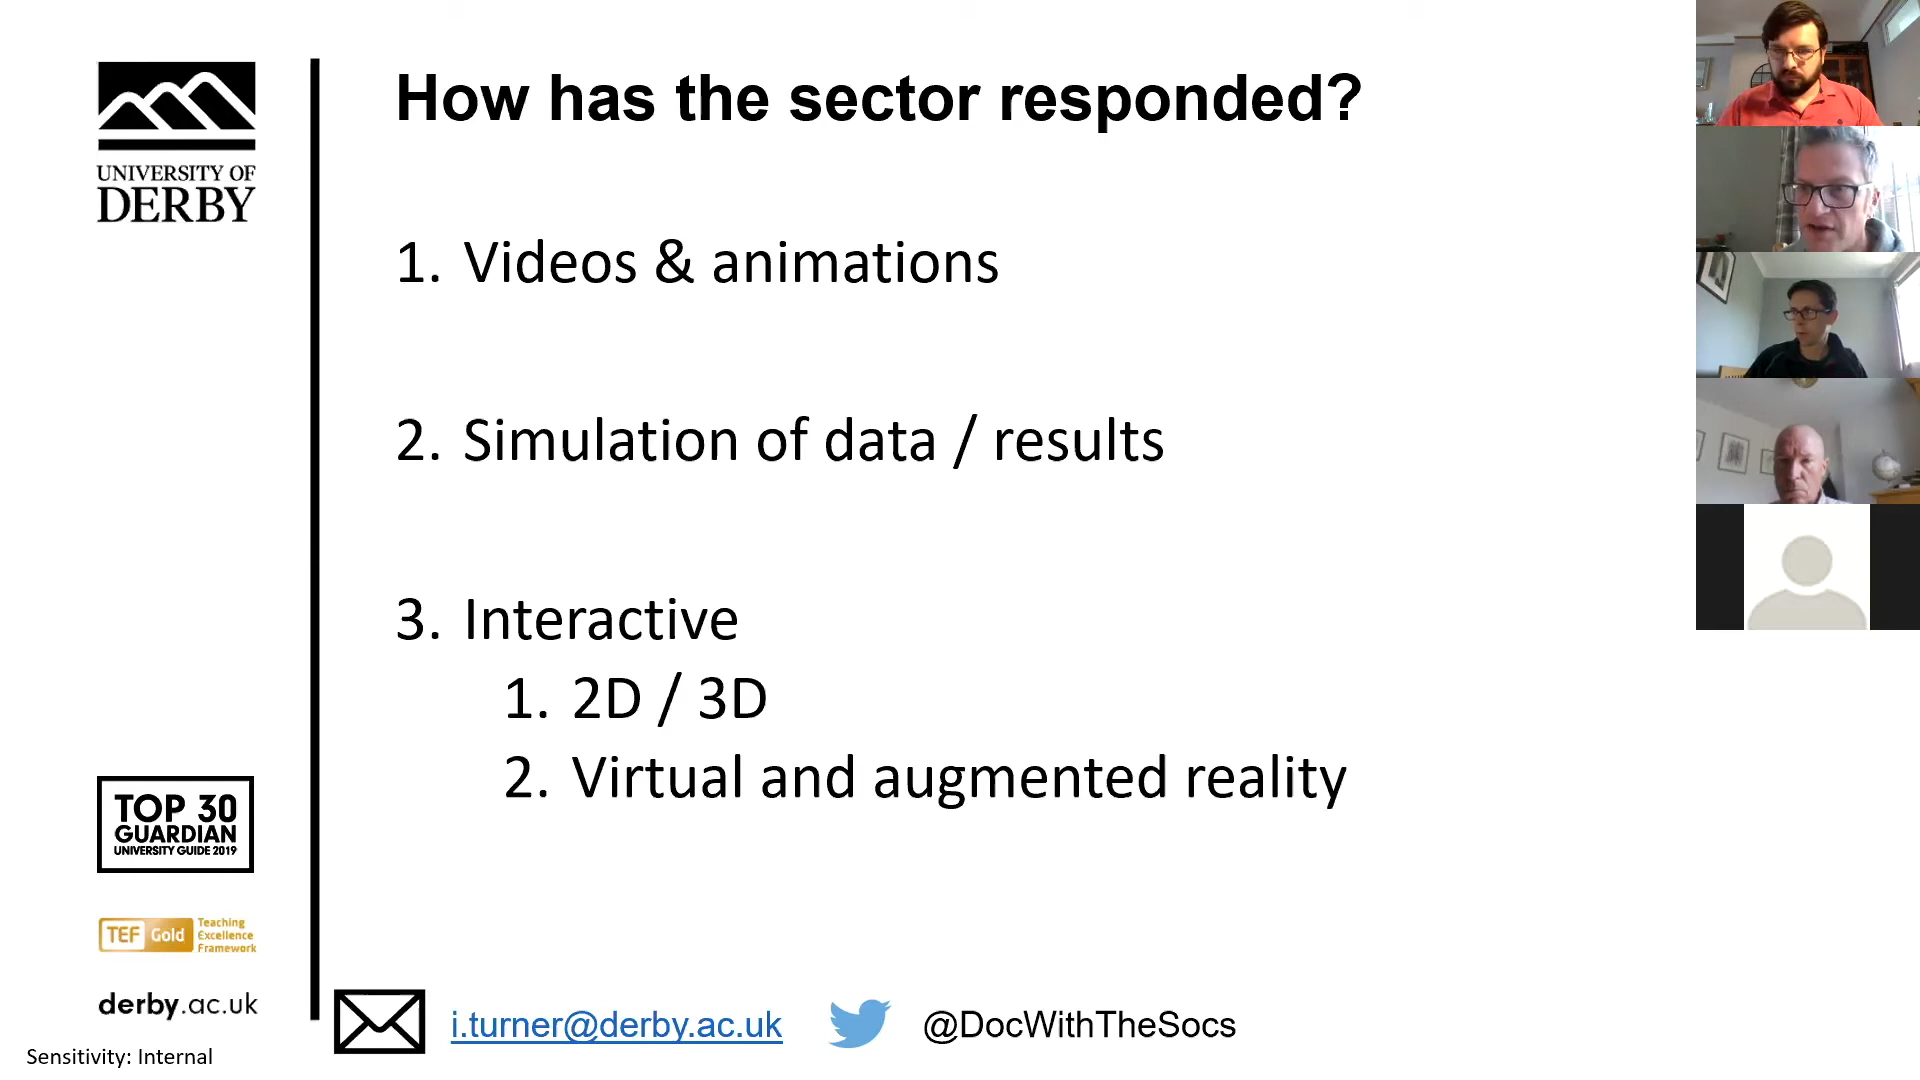 How has the sector responded?
UNIVERSITY OF
DERBY
1. Videos & animations
2. Simulation of data / results
3. Interactive
1. 2D / 3D
2. Virtual and augmented reality
TOP 30
GUARDIAN
UNIVERSITY GUIDE 2019
TEF Gold
Teaching
Excellence
Framework
derby.ac.uk
i.turner@derby.ac.uk
@DocWithTheSocs
Sensitivity: Internal